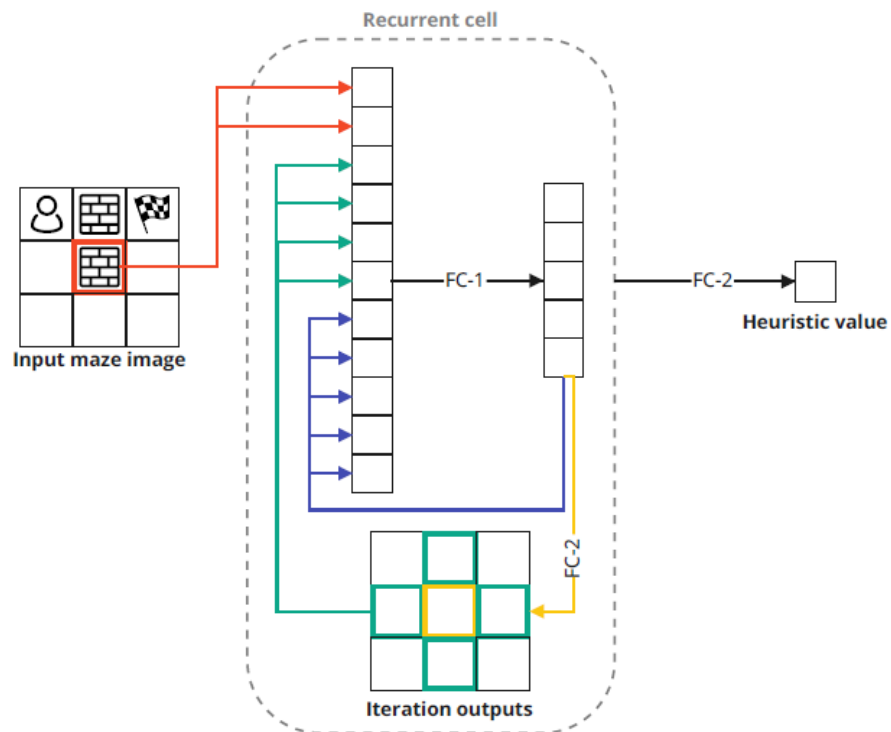 Recurrent cell
FC-1
FC-2
Heuristic value
Input maze image
FC-2
Iteration outputs